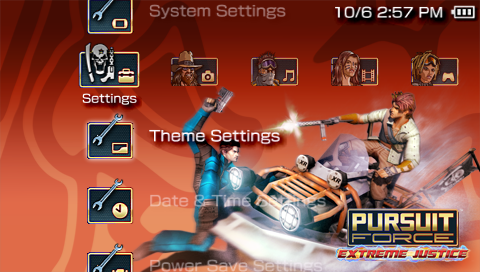 System Settings
10/6 2:57 PM
Settings
Theme Settings
Date & Time Settings
PURSUIT
FORCE
EXTREME JUSTICE
Power Save Settings